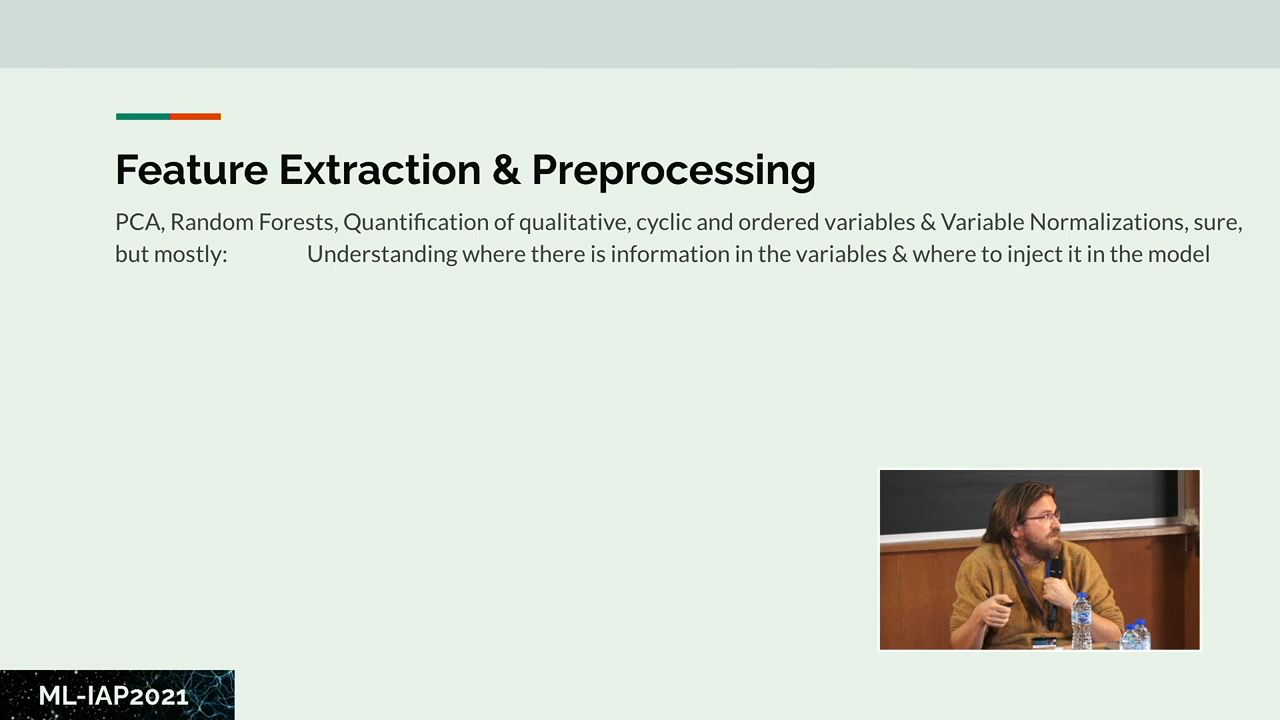 Feature Extraction & Preprocessing
PCA, Random Forests, Quantification of qualitative, cyclic and ordered variables & Variable Normalizations, sure,
but mostly: Understanding where there is information in the variables & where to inject it in the model
ML-IAP2021